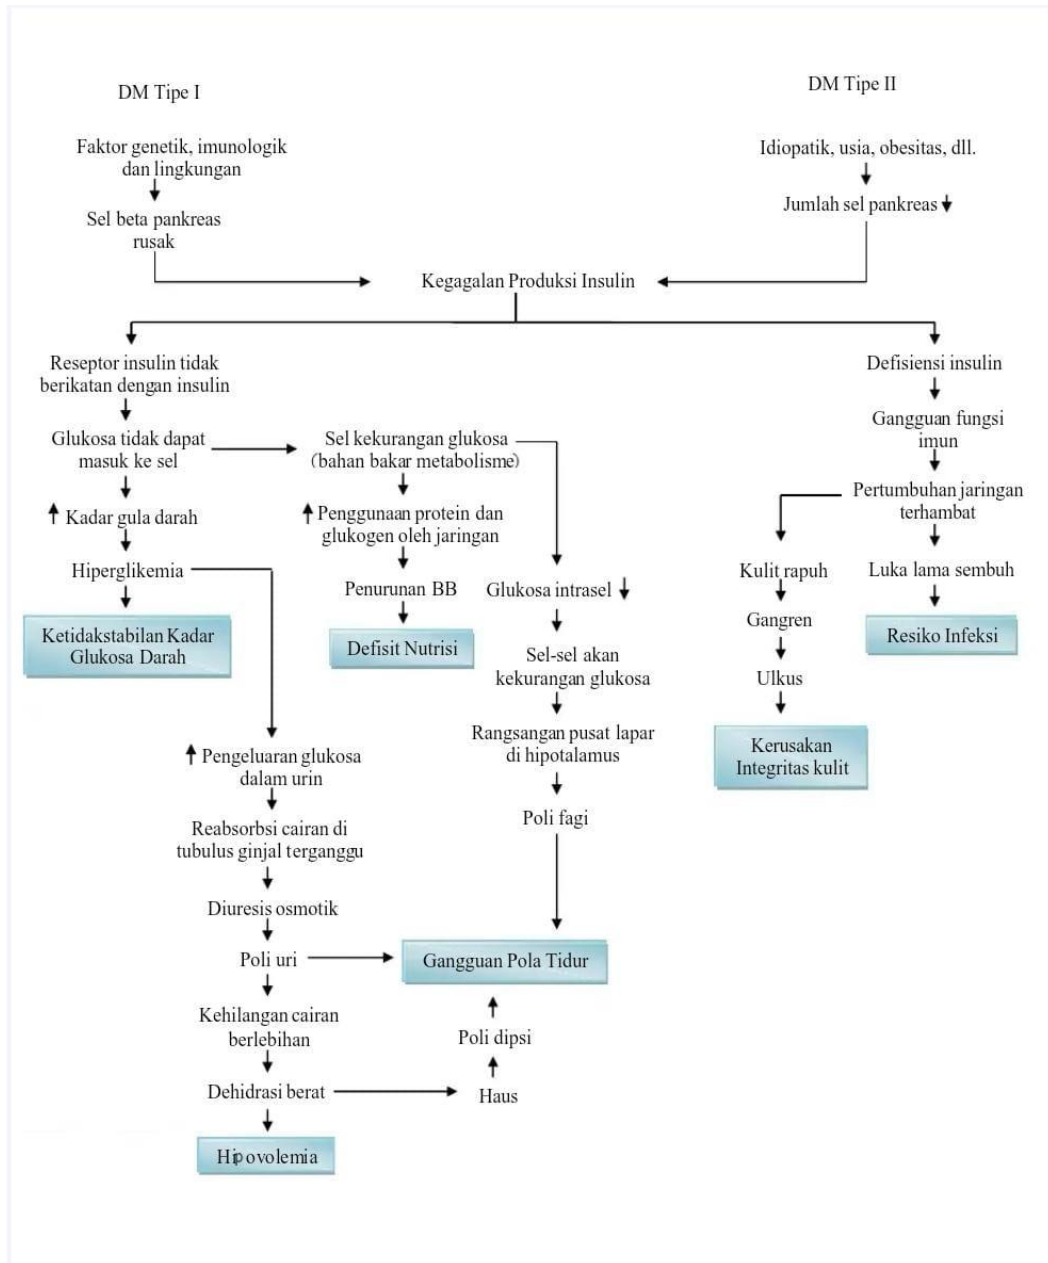 DM Tipe I
DM Tipe II
Faktor genetik, imunologik
dan lingkungan
Idiopatik, usia, obesitas, dll.
Sel beta pankreas
rusak
Jumlah sel pankreas
Kegagalan Produksi Insulin
Reseptor insulin tidak
berikatan dengan insulin
Defisiensi insulin
Glukosa tidak dapat
masuk ke sel
Sel kekurangan glukosa
(bahan bakar metabolisme)
Gangguan fungsi
imun
Kadar gula darah
Penggunaan protein dan
glukogen oleh jaringan
Pertumbuhan jaringan
terhambat
Hiperglikemia
Penurunan BB
Glukosa intrasel
Kulit rapuh
Luka lama sembuh
Ketidakstabilan Kadar
Glukosa Darah
Defisit Nutrisi
Sel-sel akan
kekurangan glukosa
Gangren
Resiko Infeksi
Ulkus
Rangsangan pusat lapar
di hipotalamus
Kerusakan
Integritas kulit
Pengeluaran glukosa
dalam urin
Poli fagi
Reabsorbsi cairan di
tubulus ginjal terganggu
Diuresis osmotik
Poli uri
Gangguan Pola Tidur
Kehilangan cairan
berlebihan
Poli dipsi
Dehidrasi berat
Haus
Hipovolemia